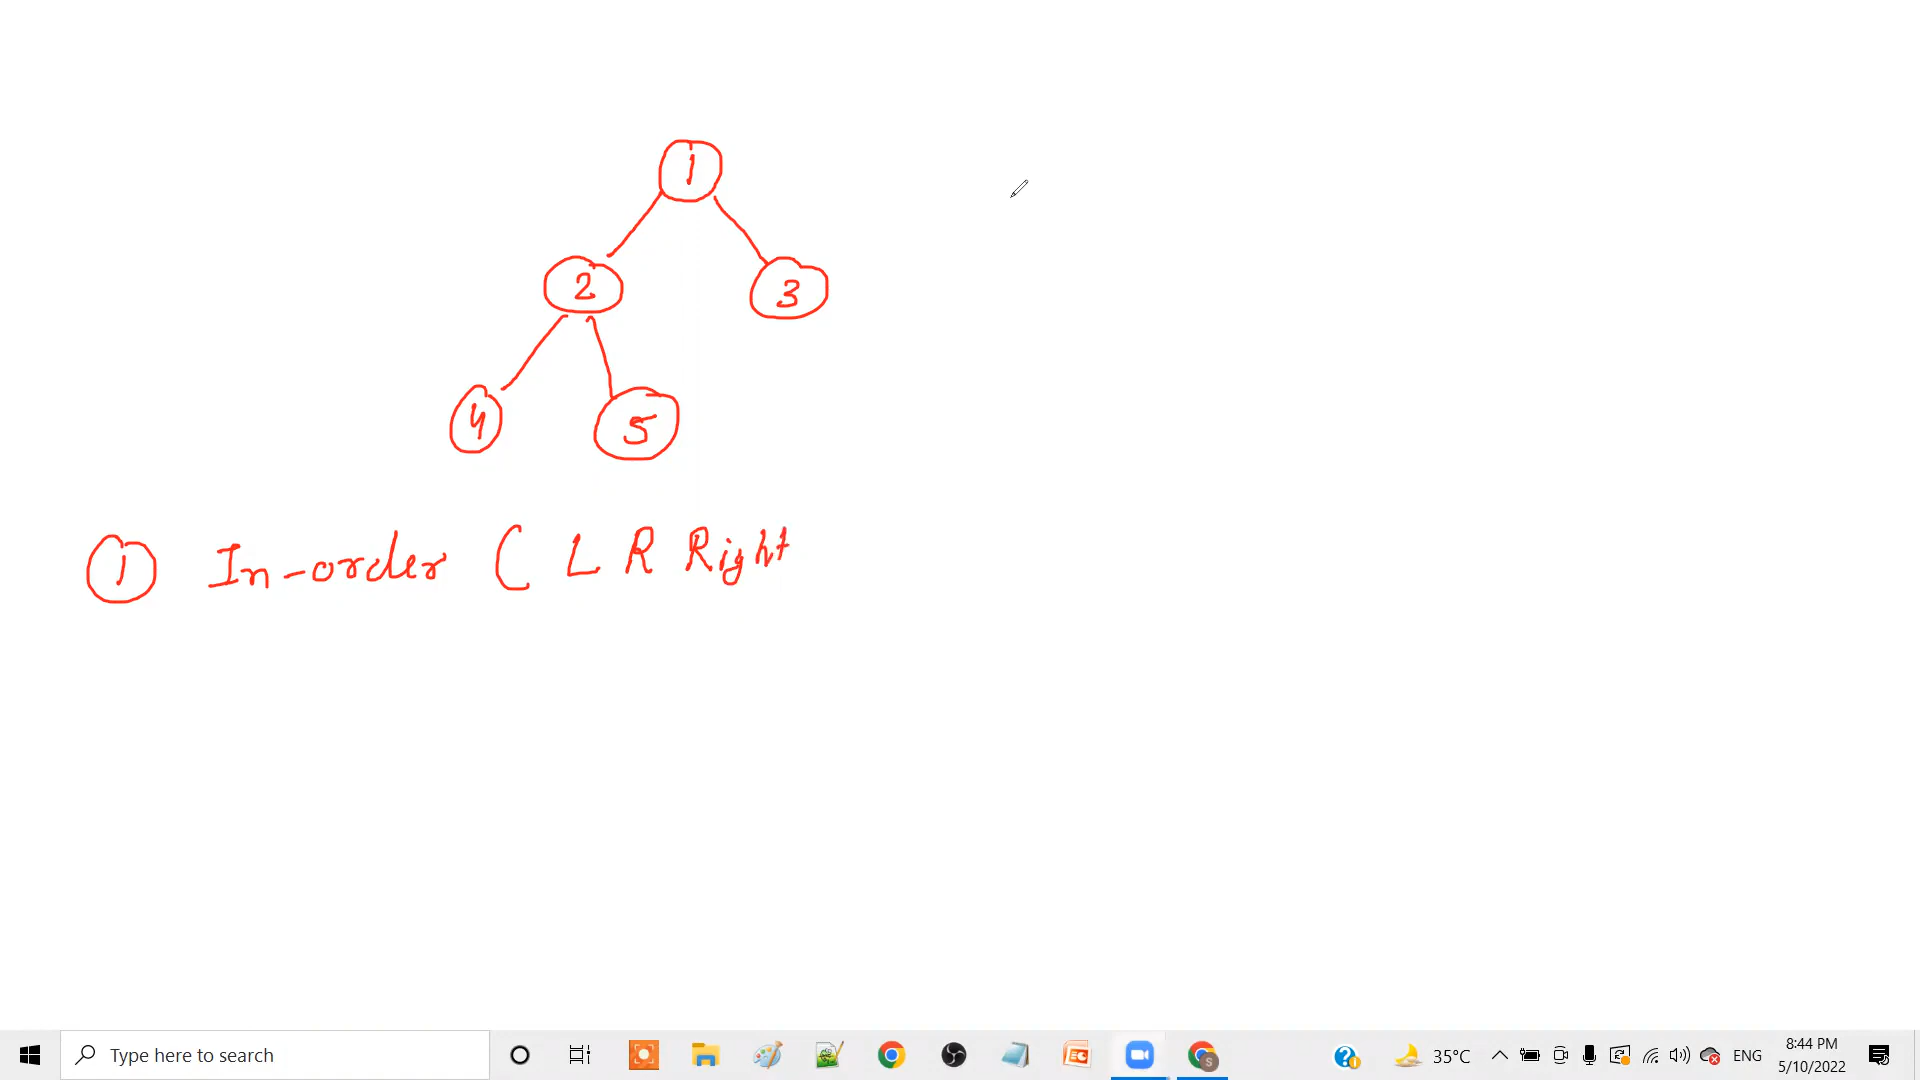 1
2 3
4 5
1 In-order ( L R Right
Type here to search
35°C
ENG
8:44 PM
5/10/2022